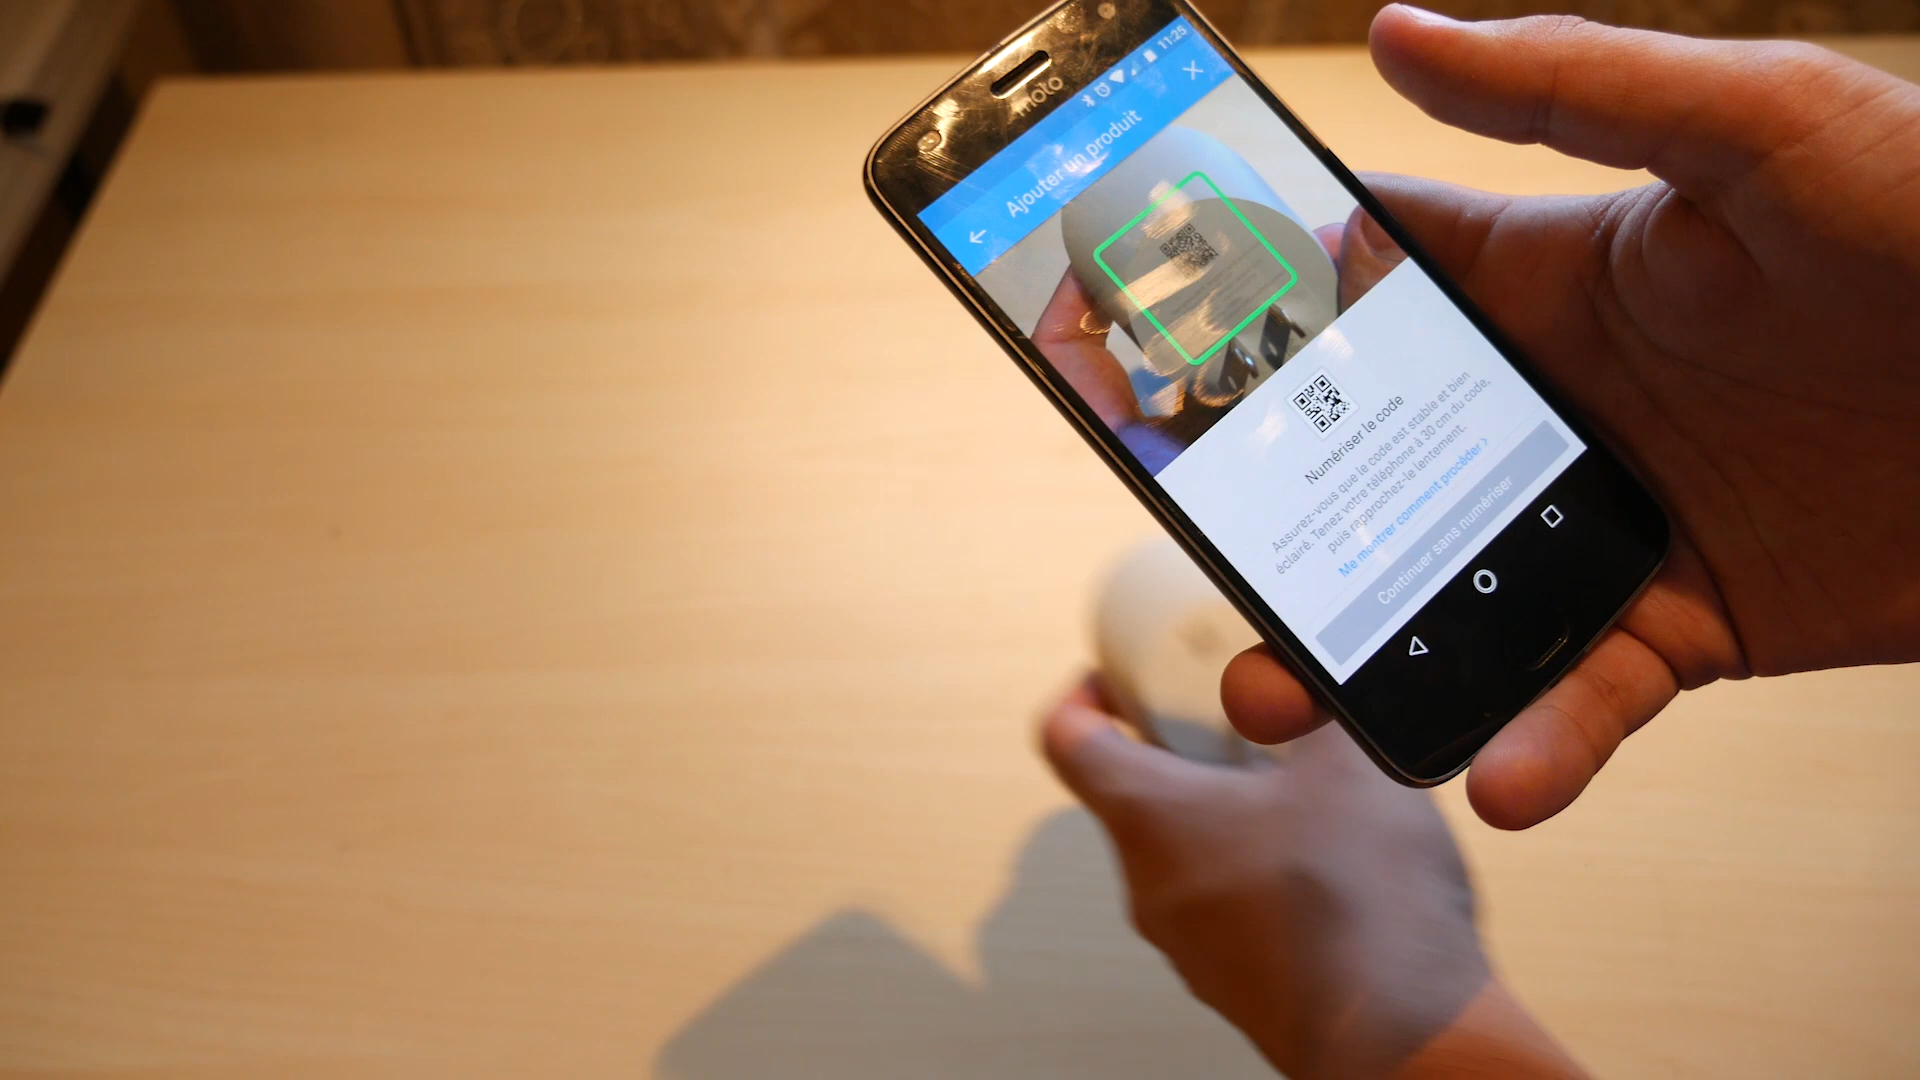 moto
11:25
Ajouter un produit
Numériser le code
Assurez-vous que le code est stable et bien
éclairé. Tenez votre téléphone à 30 cm du code,
puis rapprochez-le lentement.
Me montrer comment procéder >
Continuer sans numériser